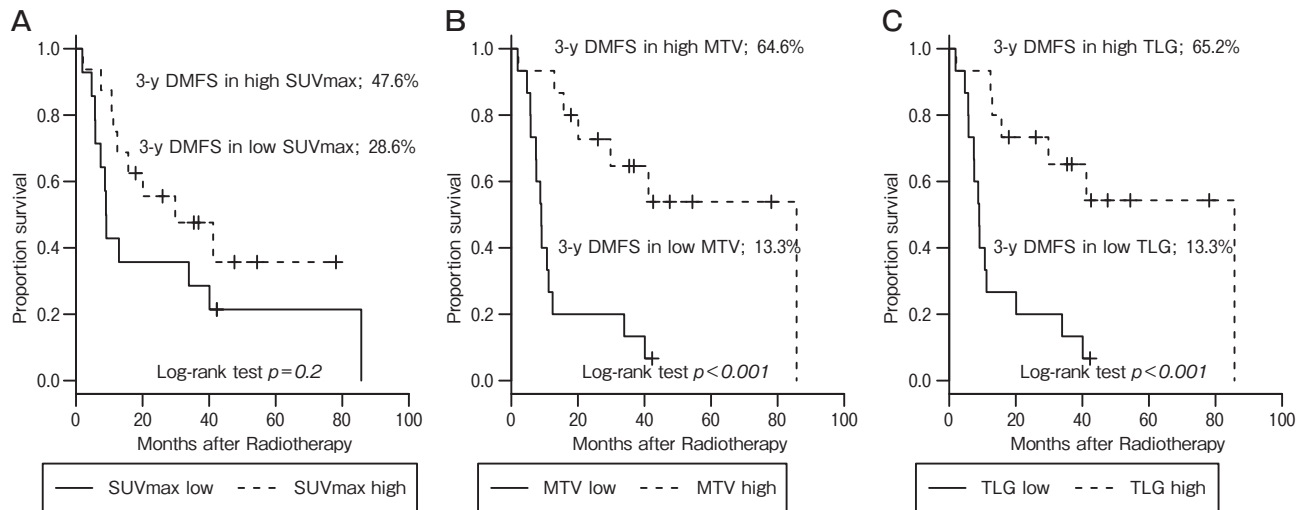 A
1.0
0.8
0.6
0.4
0.2
0.0
Proportion survival
3-y DMFS in high SUVmax; 47.6%
3-y DMFS in low SUVmax; 28.6%
Log-rank test p=0.2
0 20 40 60 80 100
Months after Radiotherapy
SUVmax low SUVmax high
B
1.0
0.8
0.6
0.4
0.2
0.0
Proportion survival
3-y DMFS in high MTV; 64.6%
3-y DMFS in low MTV; 13.3%
Log-rank test p<0.001
0 20 40 60 80 100
Months after Radiotherapy
MTV low MTV high
C
1.0
0.8
0.6
0.4
0.2
0.0
Proportion survival
3-y DMFS in high TLG; 65.2%
3-y DMFS in low TLG; 13.3%
Log-rank test p<0.001
0 20 40 60 80 100
Months after Radiotherapy
TLG low TLG high